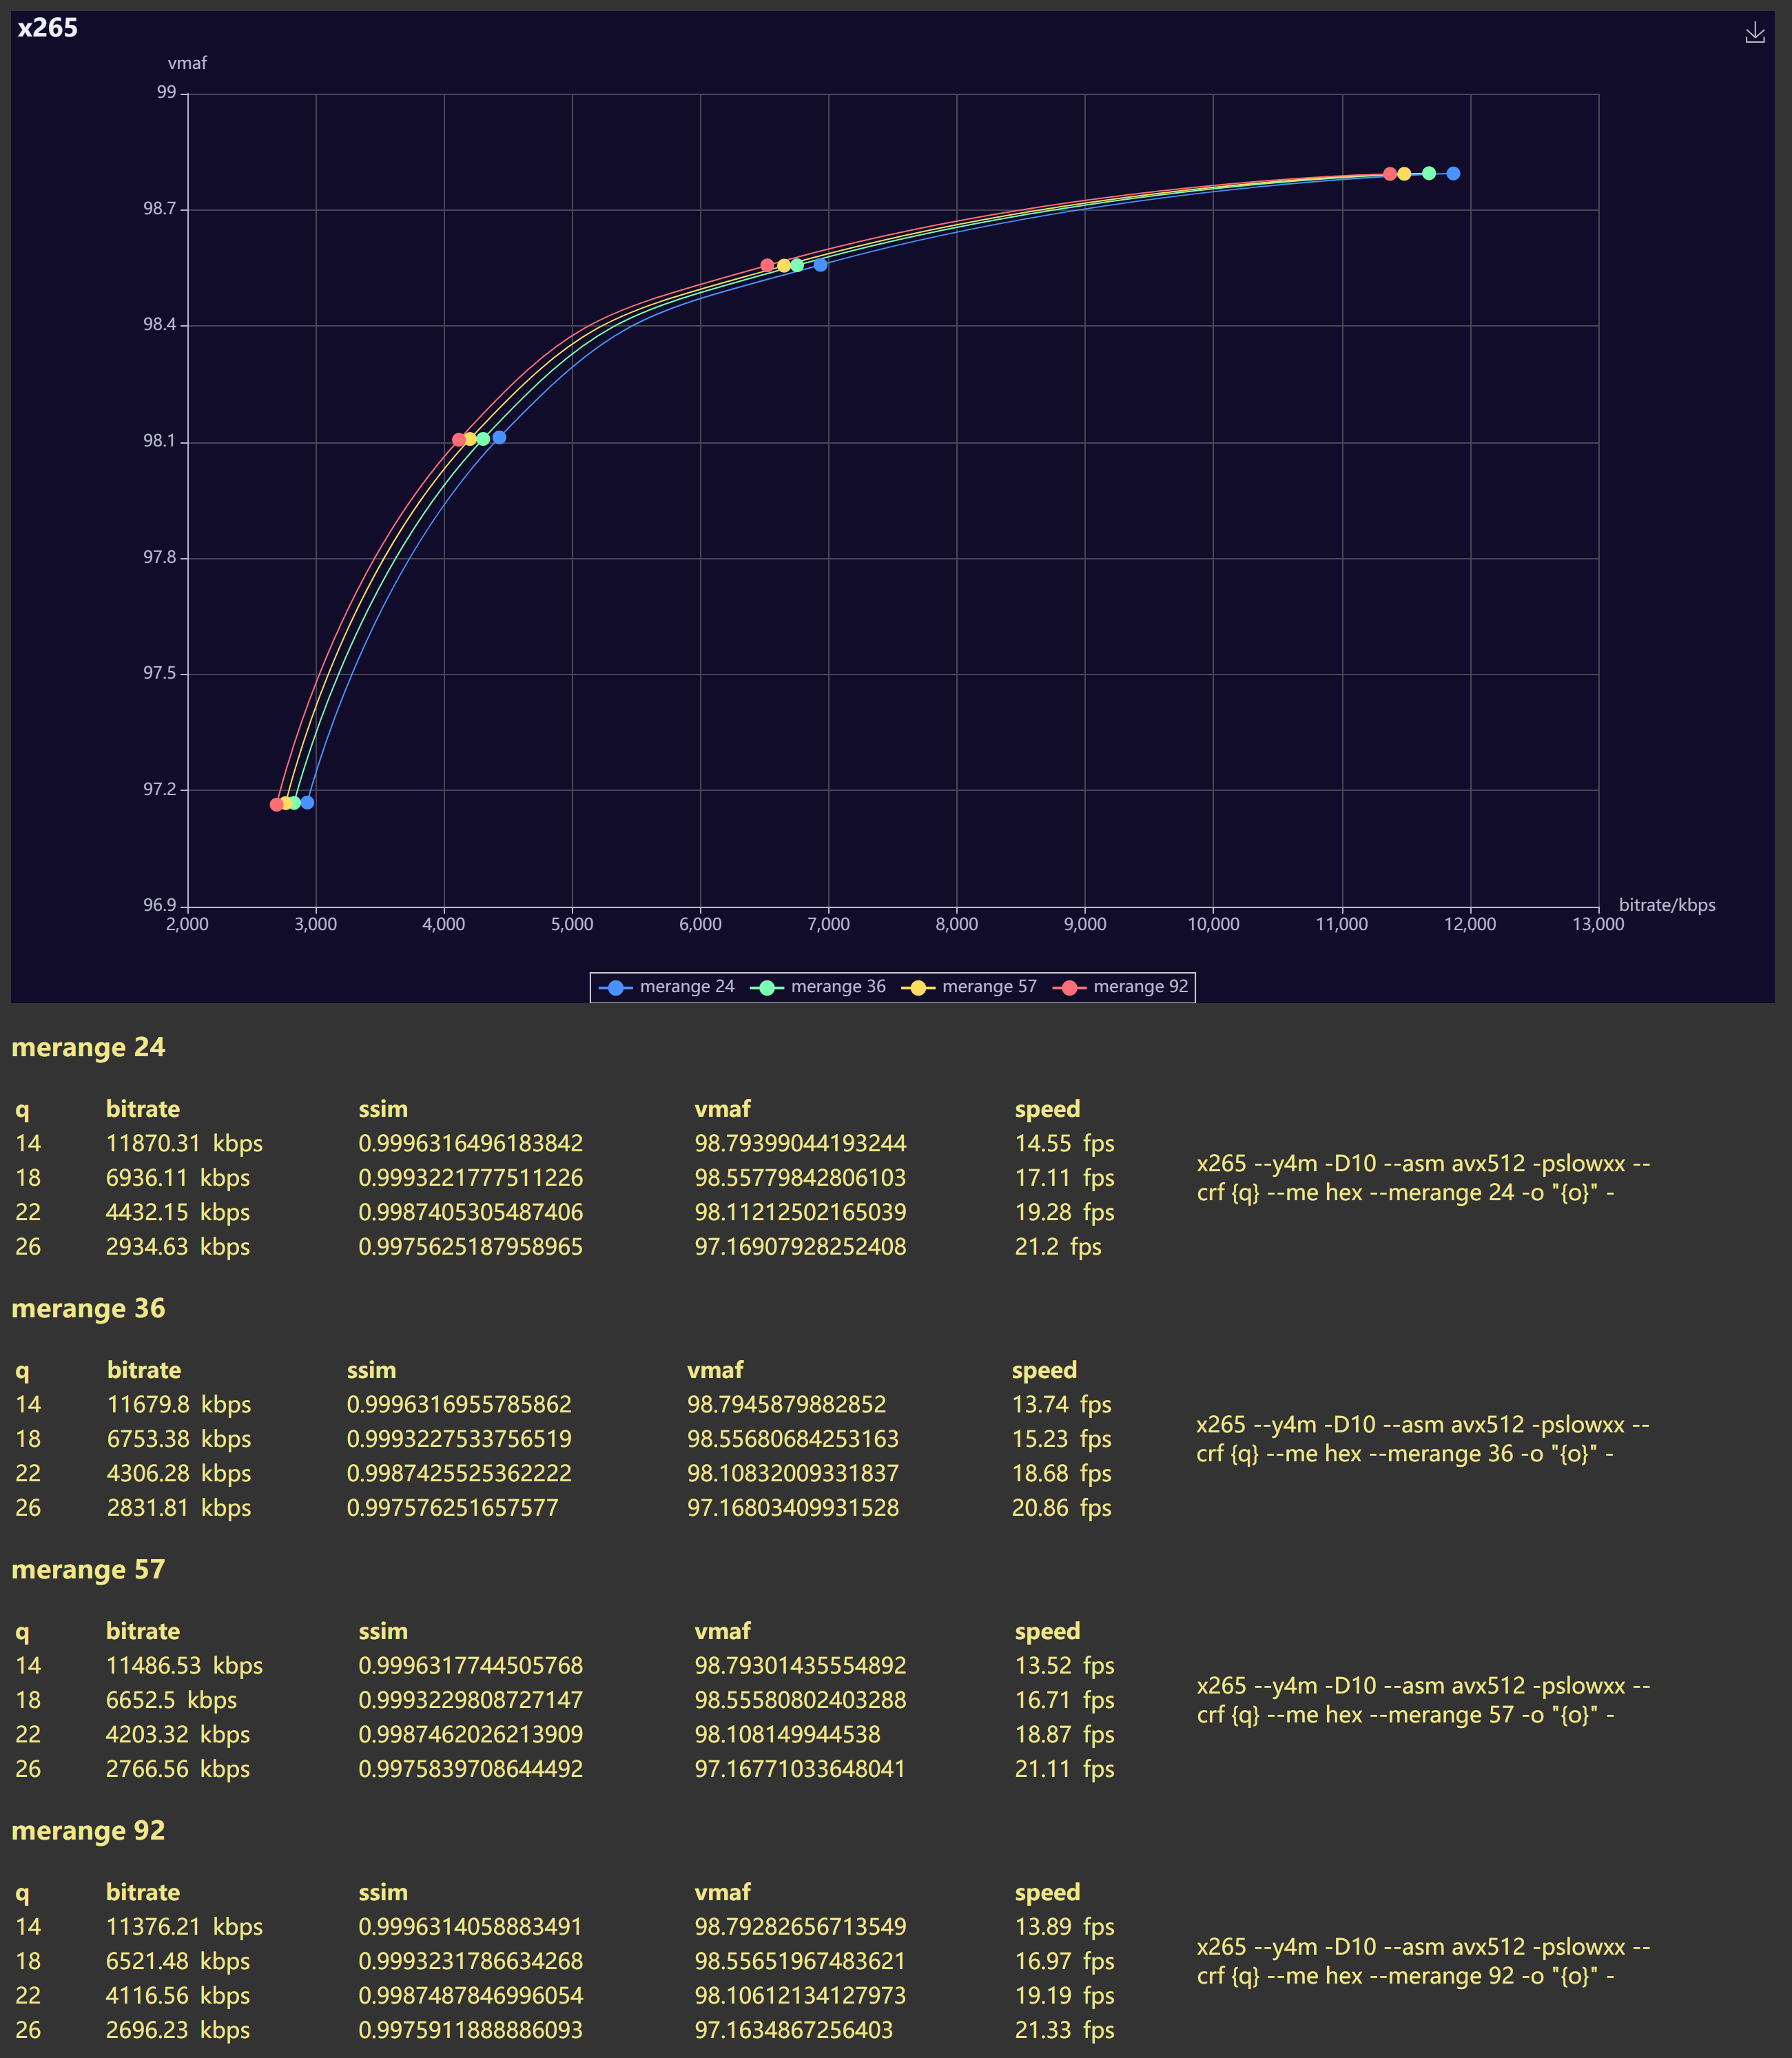 x265
vmaf
99
98.7
98.4
98.1
97.8
97.5
97.2
96.9
bitrate/kbps
2,000 3,000 4,000 5,000 6,000 7,000 8,000 9,000 10,000 11,000 12,000 13,000
merange 24 merange 36 merange 57 merange 92
merange 24
q bitrate ssim vmaf speed
14 11870.31 kbps 0.9996316496183842 98.79399044193244 14.55 fps
18 6936.11 kbps 0.9993221777511226 98.55779842806103 17.11 fps
22 4432.15 kbps 0.9987405305487406 98.11212502165039 19.28 fps
26 2934.63 kbps 0.9975625187958965 97.16907928252408 21.2 fps
x265 --y4m -D10 --asm avx512 -pslowxx --
crf {q} --me hex --merange 24 -o "{o}" -
merange 36
q bitrate ssim vmaf speed
14 11679.8 kbps 0.9996316955785862 98.7945879882852 13.74 fps
18 6753.38 kbps 0.9993227533756519 98.55680684253163 15.23 fps
22 4306.28 kbps 0.9987425525362222 98.10832009331837 18.68 fps
26 2831.81 kbps 0.997576251657577 97.16803409931528 20.86 fps
x265 --y4m -D10 --asm avx512 -pslowxx --
crf {q} --me hex --merange 36 -o "{o}" -
merange 57
q bitrate ssim vmaf speed
14 11486.53 kbps 0.9996317744505768 98.79301435554892 13.52 fps
18 6652.5 kbps 0.9993229808727147 98.55580802403288 16.71 fps
22 4203.32 kbps 0.9987462026213909 98.108149944538 18.87 fps
26 2766.56 kbps 0.9975839708644492 97.16771033648041 21.11 fps
x265 --y4m -D10 --asm avx512 -pslowxx --
crf {q} --me hex --merange 57 -o "{o}" -
merange 92
q bitrate ssim vmaf speed
14 11376.21 kbps 0.9996314058883491 98.79282656713549 13.89 fps
18 6521.48 kbps 0.9993231786634268 98.55651967483621 16.97 fps
22 4116.56 kbps 0.9987487846996054 98.10612134127973 19.19 fps
26 2696.23 kbps 0.9975911888886093 97.1634867256403 21.33 fps
x265 --y4m -D10 --asm avx512 -pslowxx --
crf {q} --me hex --merange 92 -o "{o}" -